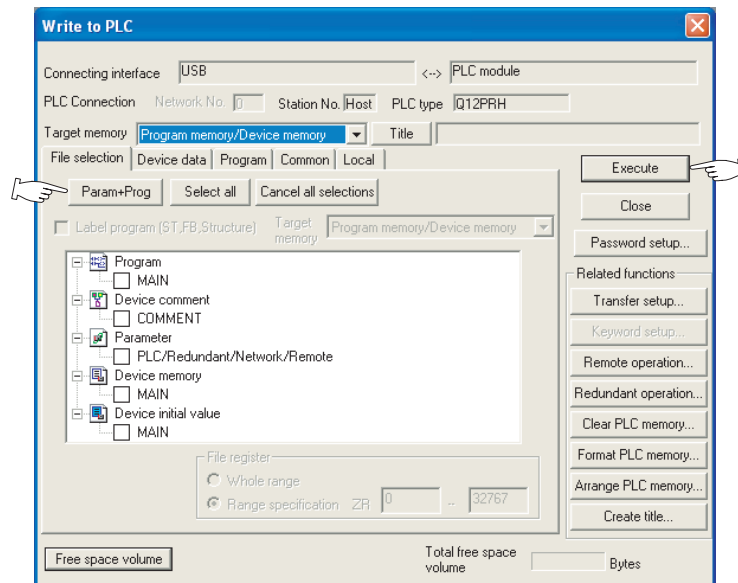 Write to PLC
Connecting interface USB <--> PLC module
PLC Connection Network No. 0 Station No. Host PLC type Q12PRH
Target memory Program memory/Device memory Title
File selection Device data Program Common Local
Execute
Param+Prog Select all Cancel all selections
Close
Label program (ST,FB,Structure) Target memory Program memory/Device memory
Password setup...
Program
MAIN
Device comment
COMMENT
Parameter
PLC/Redundant/Network/Remote
Device memory
MAIN
Device initial value
MAIN
Related functions
Transfer setup...
Keyword setup...
Remote operation...
Redundant operation...
Clear PLC memory...
Format PLC memory...
Arrange PLC memory...
Create title...
File register
Whole range
Range specification ZR 0 .. 32767
Free space volume
Total free space
volume Bytes